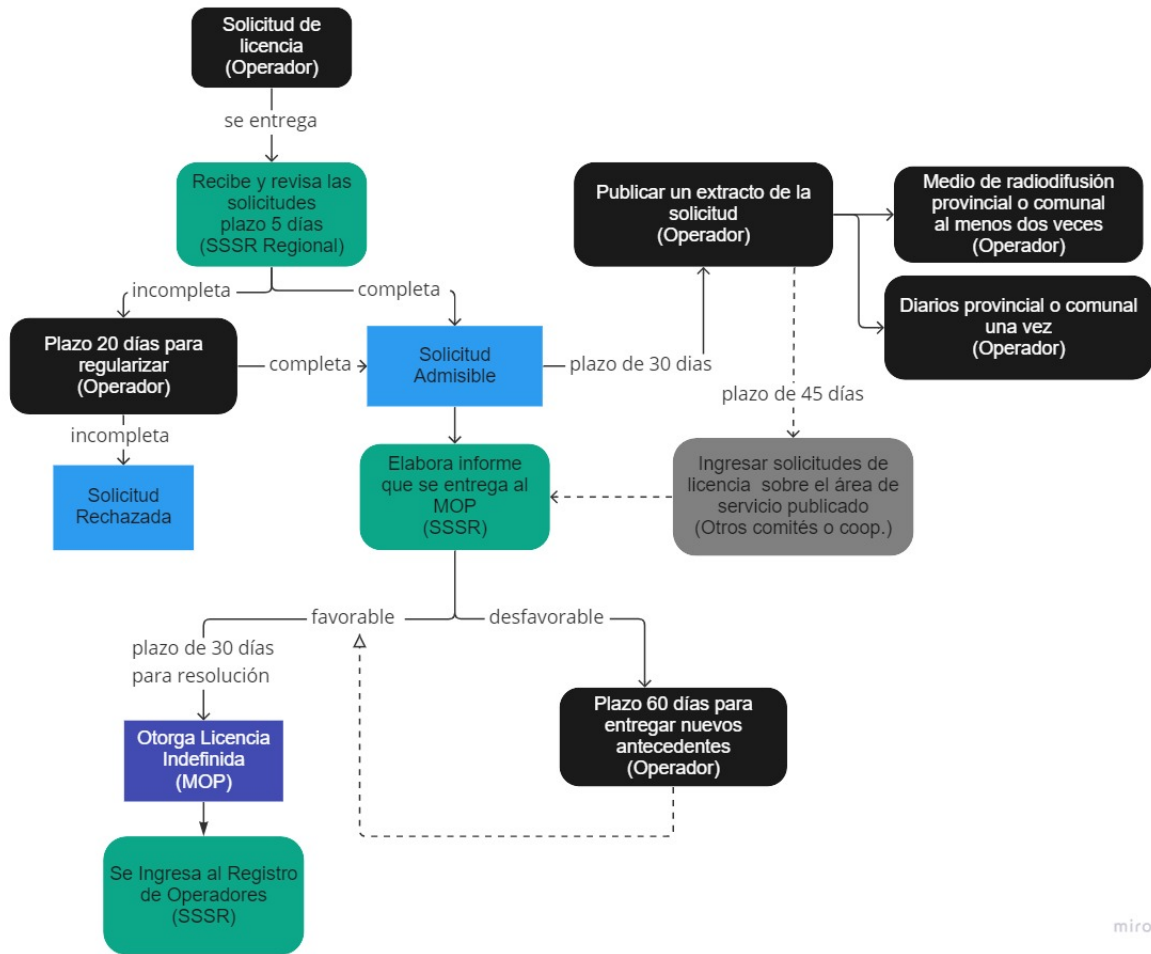 Solicitud de
licencia
(Operador)
se entrega
Recibe y revisa las
solicitudes
plazo 5 días
(SSSR Regional)
incompleta
completa
Plazo 20 días para
regularizar
(Operador)
completa
Solicitud
Admisible
plazo de 30 dias
Publicar un extracto de la
solicitud
(Operador)
Medio de radiodifusión
provincial o comunal
al menos dos veces
(Operador)
Diarios provincial o comunal
una vez
(Operador)
plazo de 45 días
incompleta
Solicitud
Rechazada
Elabora informe
que se entrega al
MOP
(SSSR)
Ingresar solicitudes de
licencia sobre el área de
servicio publicado
(Otros comités o coop.)
favorable
desfavorable
plazo de 30 días
para resolución
Plazo 60 días para
entregar nuevos
antecedentes
(Operador)
Otorga Licencia
Indefinida
(MOP)
Se Ingresa al Registro
de Operadores
(SSSR)
miro